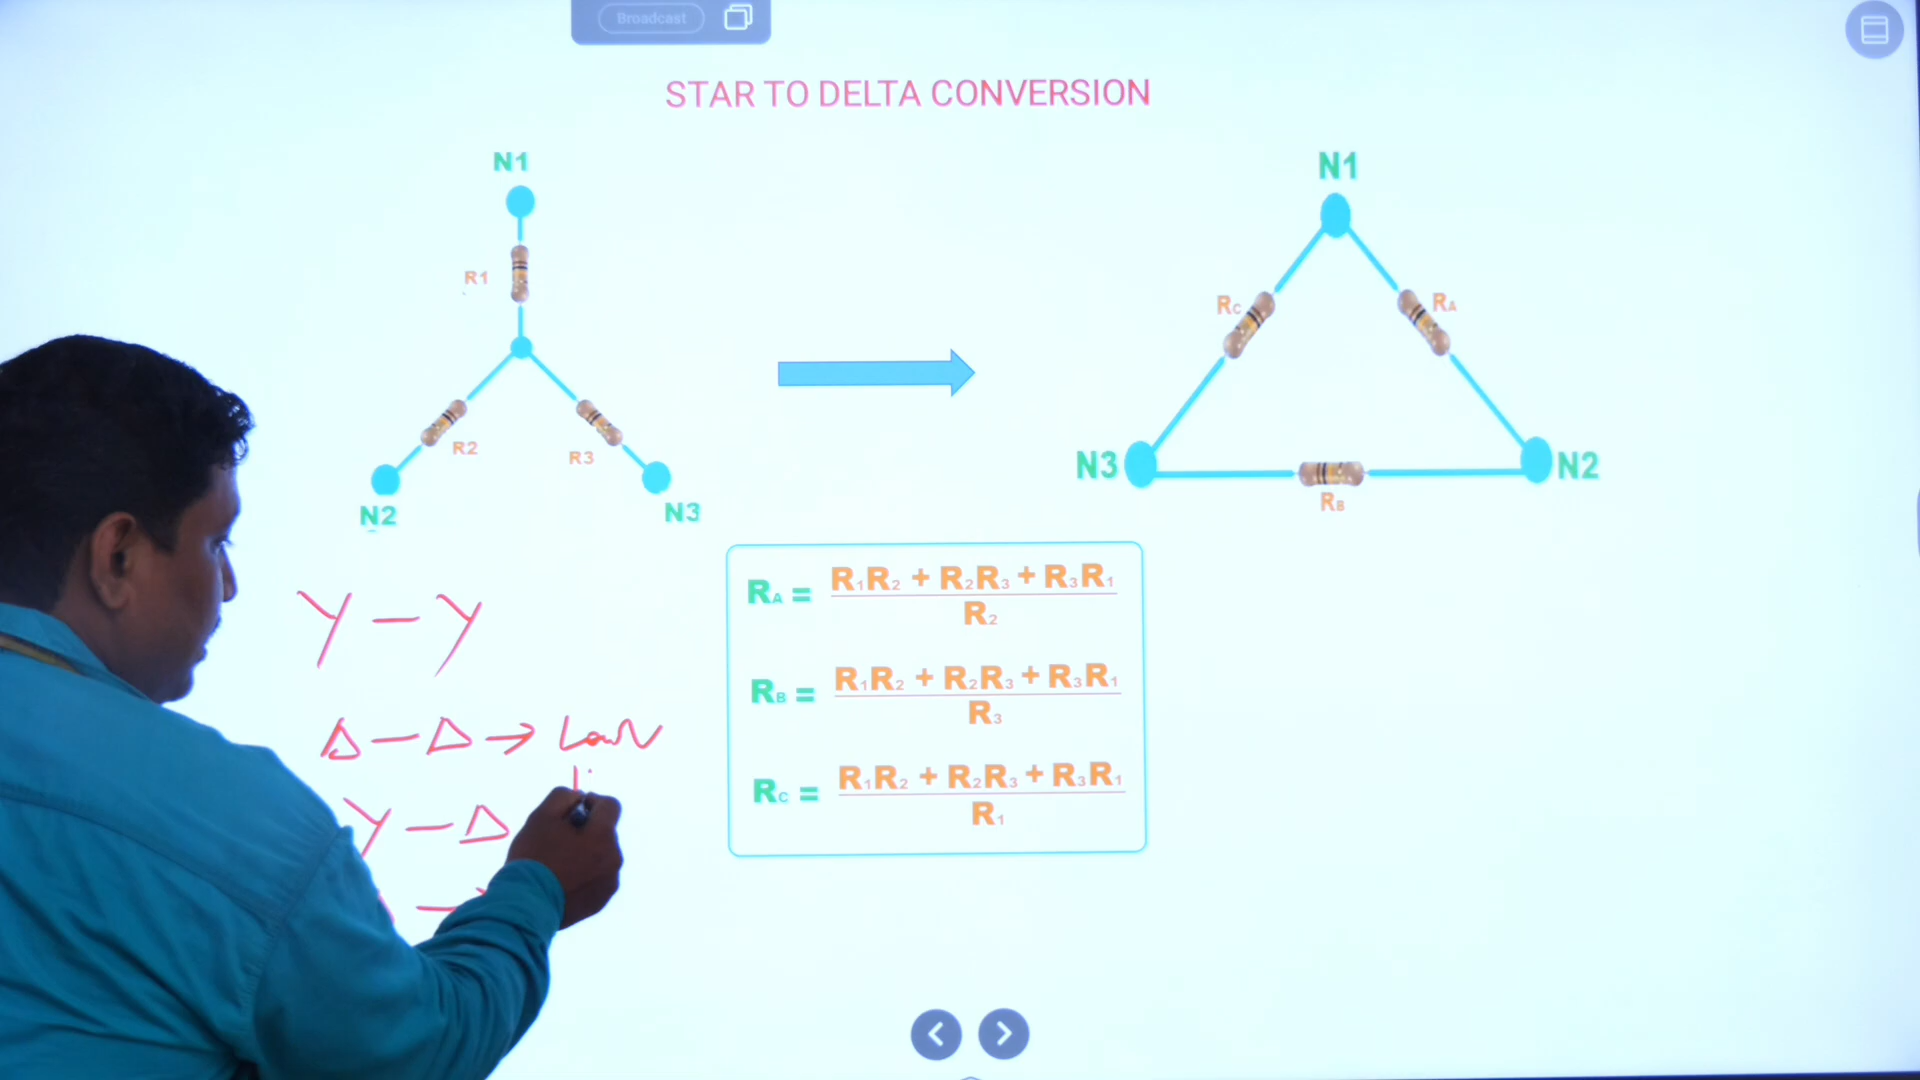 Broadcast
STAR TO DELTA CONVERSION
N1
R1
R2
R3
N2
N3
N1
RC
RA
N3
N2
RB
RA = R1R2 + R2R3 + R3R1
R2
RB = R1R2 + R2R3 + R3R1
R3
RC = R1R2 + R2R3 + R3R1
R1
Y – Y
Δ – Δ →
Y – Δ